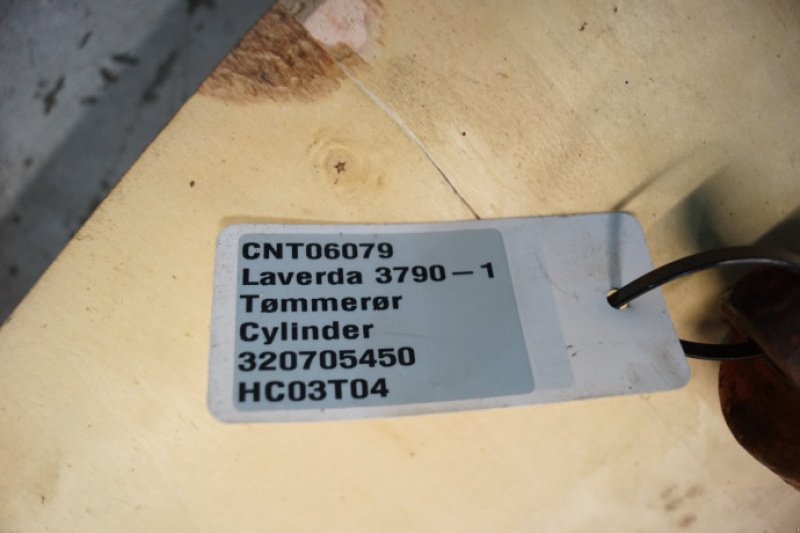 CNT06079
Laverda 3790-1
Tømmerør
Cylinder
320705450
HC03T04